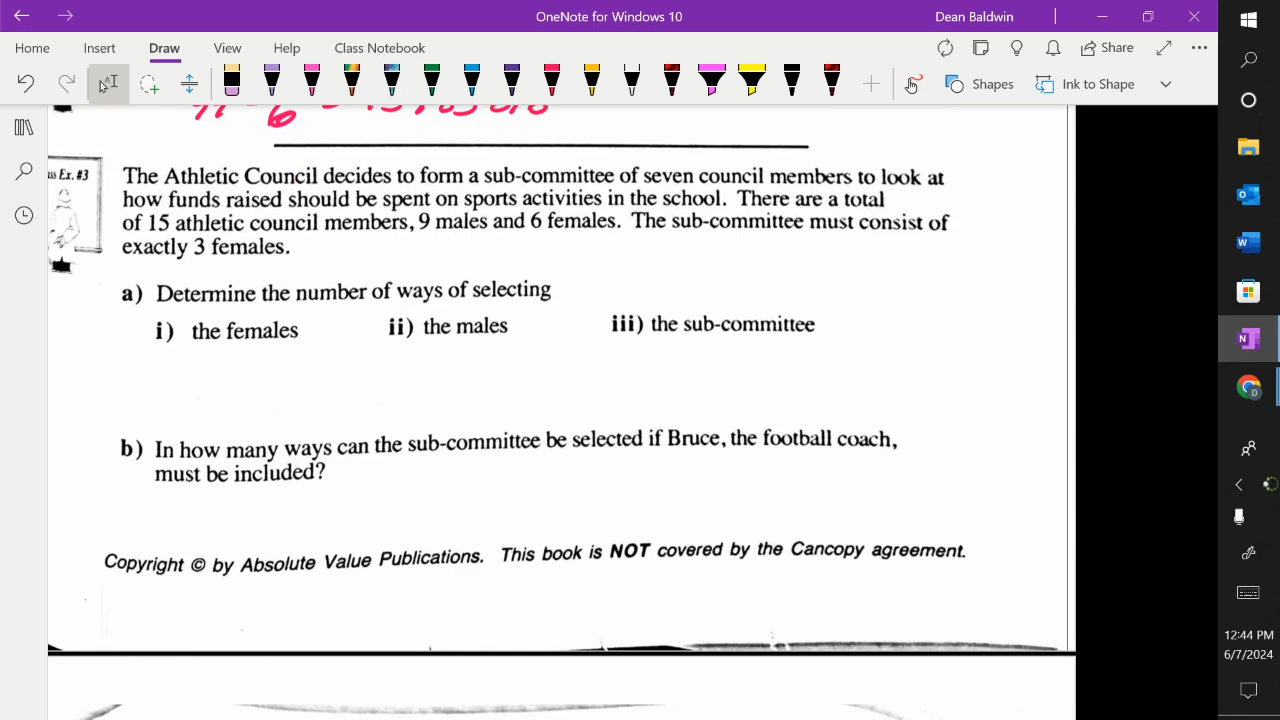 OneNote for Windows 10
Dean Baldwin
Home Insert Draw View Help Class Notebook
Share
Shapes
Ink to Shape
ss Ex. #3
The Athletic Council decides to form a sub-committee of seven council members to look at
how funds raised should be spent on sports activities in the school. There are a total
of 15 athletic council members, 9 males and 6 females. The sub-committee must consist of
exactly 3 females.
a) Determine the number of ways of selecting
i) the females ii) the males iii) the sub-committee
b) In how many ways can the sub-committee be selected if Bruce, the football coach,
must be included?
Copyright © by Absolute Value Publications. This book is NOT covered by the Cancopy agreement.
12:44 PM
6/7/2024